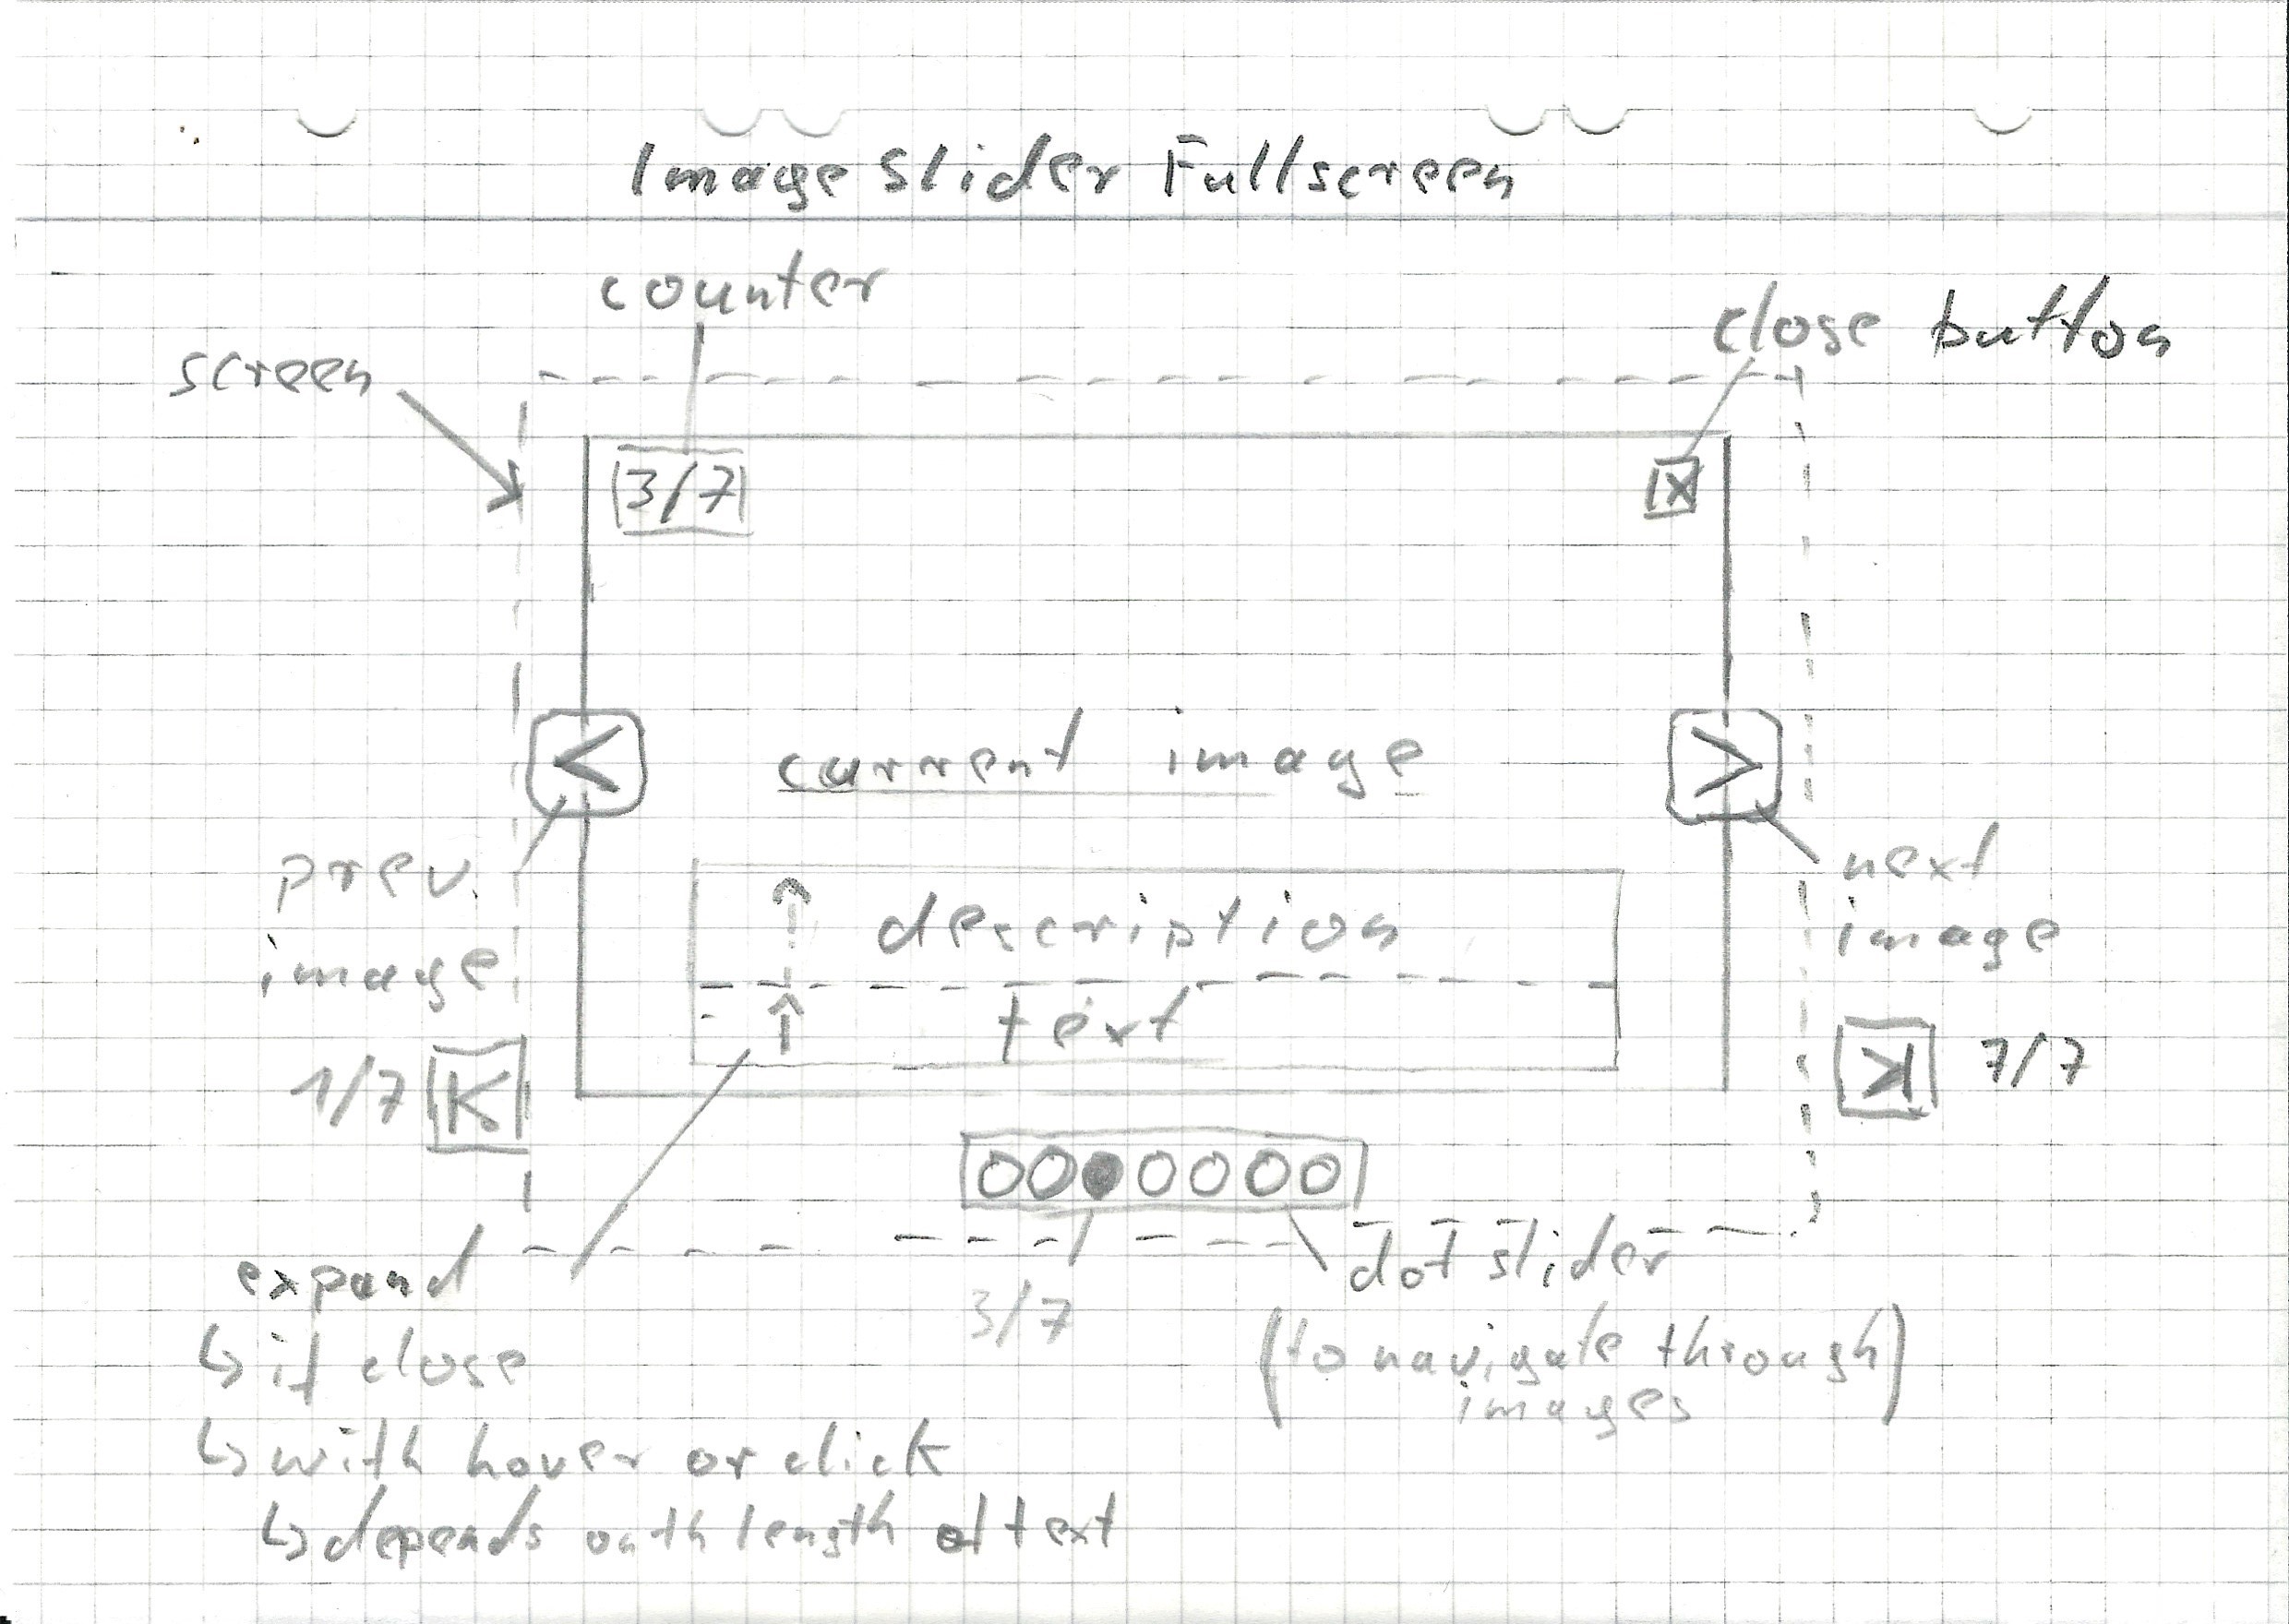 Image Slider Fullscreen
counter
close button
screen
3/7
X
<
current image
>
prev.
image
next
image
description
text
1/7 K
>| 7/7
expand
dot slider
3/7
(to navigate through
images)
↳ if close
↳ with hover or click
↳ depends on th length of text